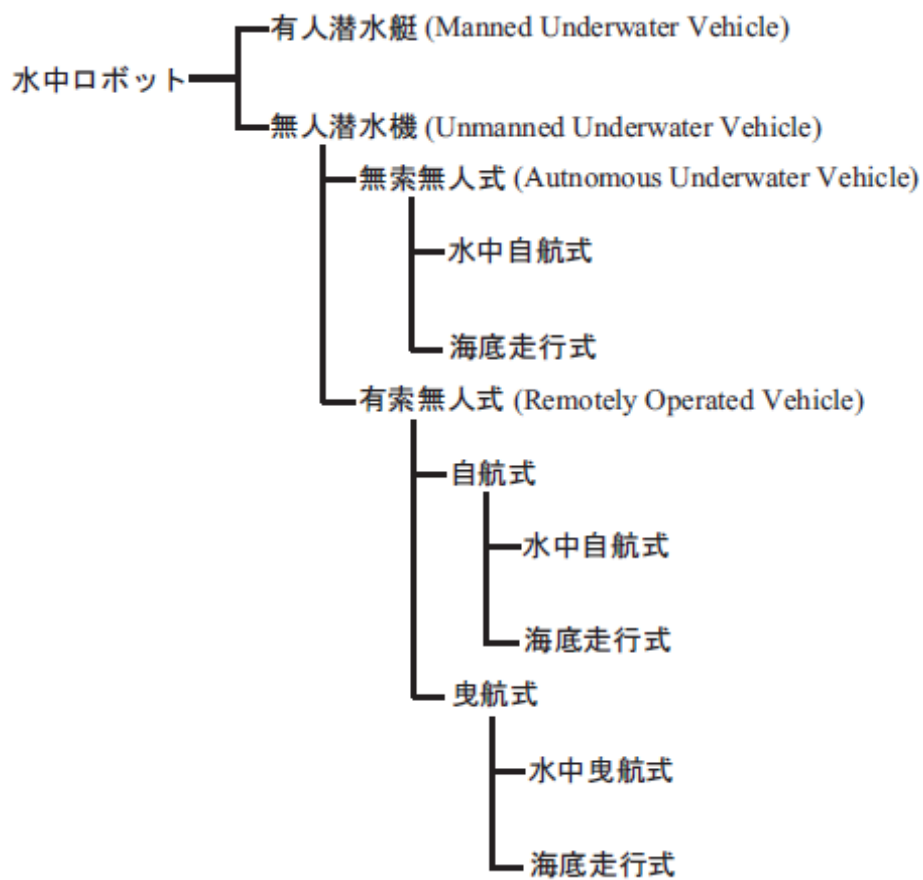 有人潜水艇 (Manned Underwater Vehicle)
水中ロボット
無人潜水機 (Unmanned Underwater Vehicle)
無索無人式 (Autnomous Underwater Vehicle)
水中自航式
海底走行式
有索無人式 (Remotely Operated Vehicle)
自航式
水中自航式
海底走行式
曳航式
水中曳航式
海底走行式